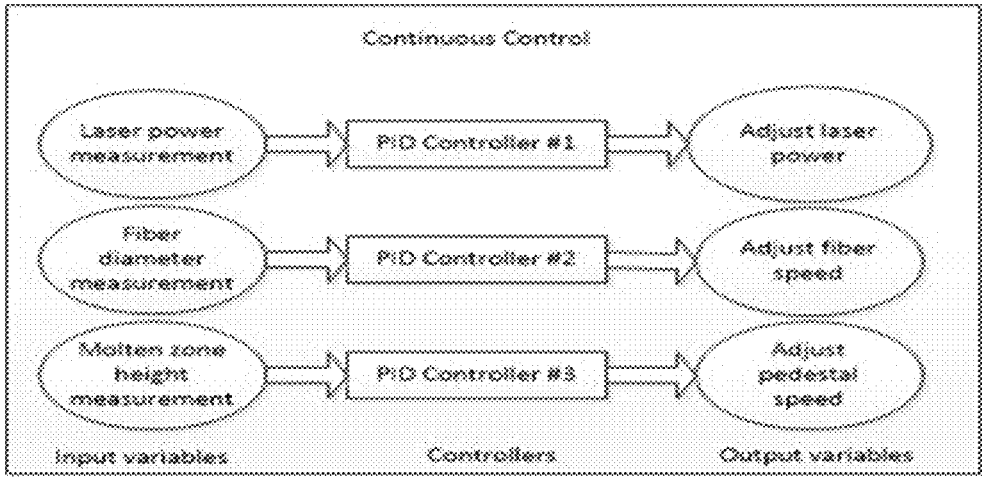 Continuous Control
Laser power
measurement
PID Controller #1
Adjust laser
power
Fiber
diameter
measurement
PID Controller #2
Adjust fiber
speed
Molten zone
height
measurement
PID Controller #3
Adjust
pedestal
speed
Input variables
Controllers
Output variables